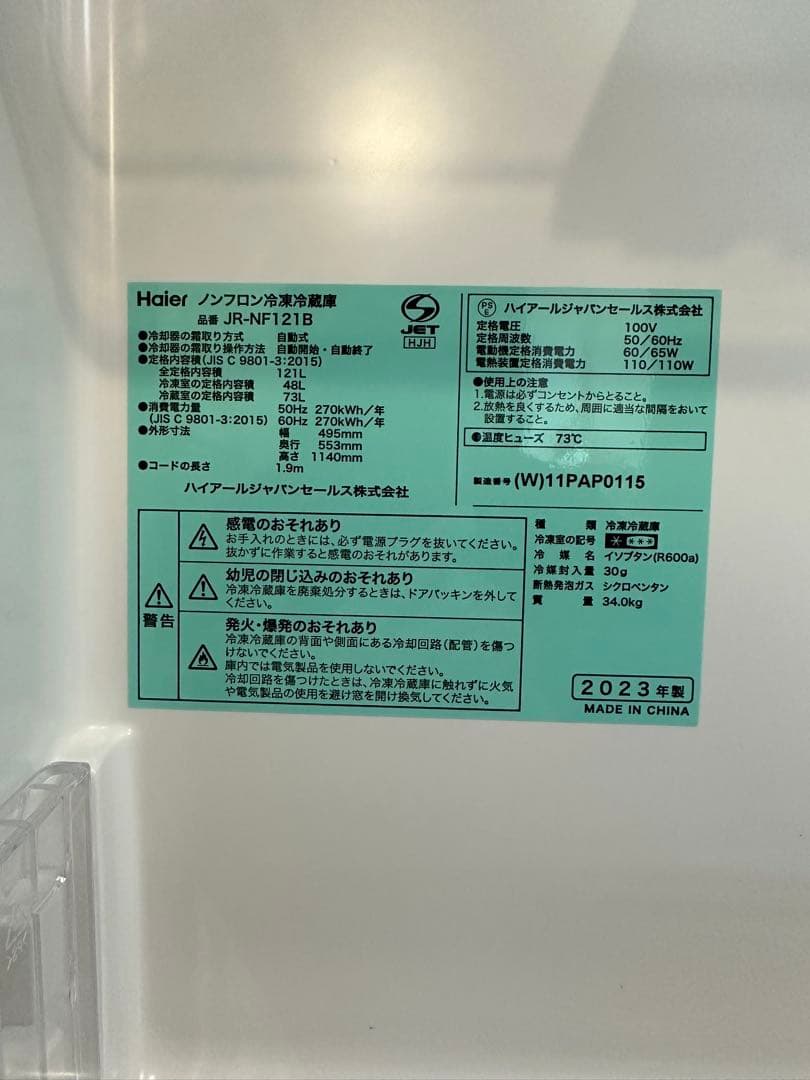 Haier ノンフロン冷凍冷蔵庫
品番 JR-NF121B
JET
HJH
●冷却器の霜取り方式 自動式
●冷却器の霜取り操作方法 自動開始・自動終了
●定格内容積(JIS C 9801-3:2015)
全定格内容積 121L
冷凍室の定格内容積 48L
冷蔵室の定格内容積 73L
●消費電力量 50Hz 270kWh/年
(JIS C 9801-3:2015) 60Hz 270kWh/年
●外形寸法 幅 495mm
奥行 553mm
高さ 1140mm
●コードの長さ 1.9m
ハイアールジャパンセールス株式会社
PSE ハイアールジャパンセールス株式会社
定格電圧 100V
定格周波数 50/60Hz
電動機定格消費電力 60/65W
電熱装置定格消費電力 110/110W
●使用上の注意
1.電源は必ずコンセントからとること。
2.放熱を良くするため、周囲に適当な間隔をおいて
設置すること。
温度ヒューズ 73℃
製造番号 (W)11PAP0115
警告
感電のおそれあり
お手入れのときには、必ず電源プラグを抜いてください。
抜かずに作業すると感電のおそれがあります。
幼児の閉じ込みのおそれあり
冷凍冷蔵庫を廃棄処分するときは、ドアパッキンを外して
ください。
発火・爆発のおそれあり
冷凍冷蔵庫の背面や側面にある冷却回路(配管)を傷つ
けないでください。
庫内では電気製品を使用しないでください。
冷却回路を傷つけたときは、冷凍冷蔵庫に触れずに火気
や電気製品の使用を避け窓を開け換気してください。
種類 冷凍冷蔵庫
冷凍室の記号 * ***
冷媒名 イソブタン(R600a)
冷媒封入量 30g
断熱発泡ガス シクロペンタン
質量 34.0kg
2023年製
MADE IN CHINA